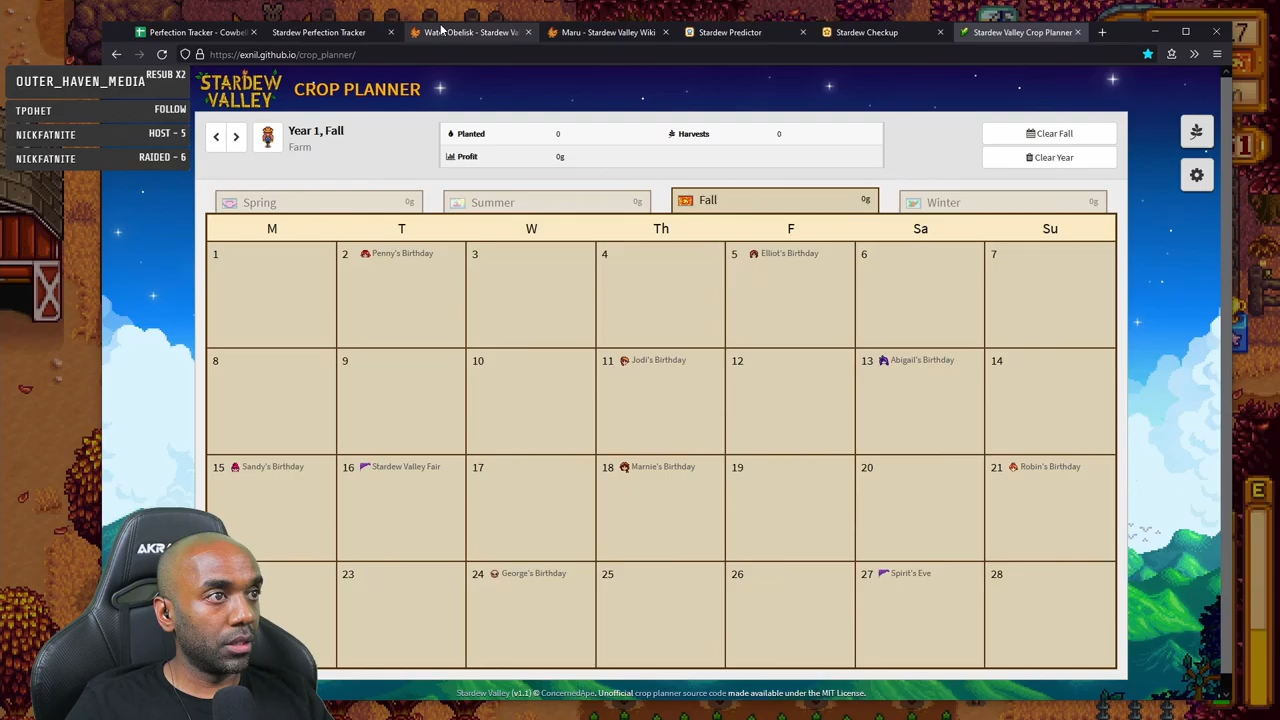 Perfection Tracker - Cowbel
Stardew Perfection Tracker
Wate Obelisk - Stardew Va
Maru - Stardew Valley Wiki
Stardew Predictor
Stardew Checkup
Stardew Valley Crop Planner
https://exnil.github.io/crop_planner/
OUTER_HAVEN_MEDIA RESUB X2
TPOHET FOLLOW
NICKFATNITE HOST - 5
NICKFATNITE RAIDED - 6
STARDEW VALLEY
CROP PLANNER
Year 1, Fall
Farm
Planted 0
Harvests 0
Profit 0g
Clear Fall
Clear Year
Spring 0g
Summer 0g
Fall 0g
Winter 0g
M T W Th F Sa Su
1
2 Penny's Birthday
3
4
5 Elliot's Birthday
6
7
8
9
10
11 Jodi's Birthday
12
13 Abigail's Birthday
14
15 Sandy's Birthday
16 Stardew Valley Fair
17
18 Marnie's Birthday
19
20
21 Robin's Birthday
23
24 George's Birthday
25
26
27 Spirit's Eve
28
AKR
E
Stardew Valley (v1.1) © ConcernedApe. Unofficial crop planner source code made available under the MIT License.